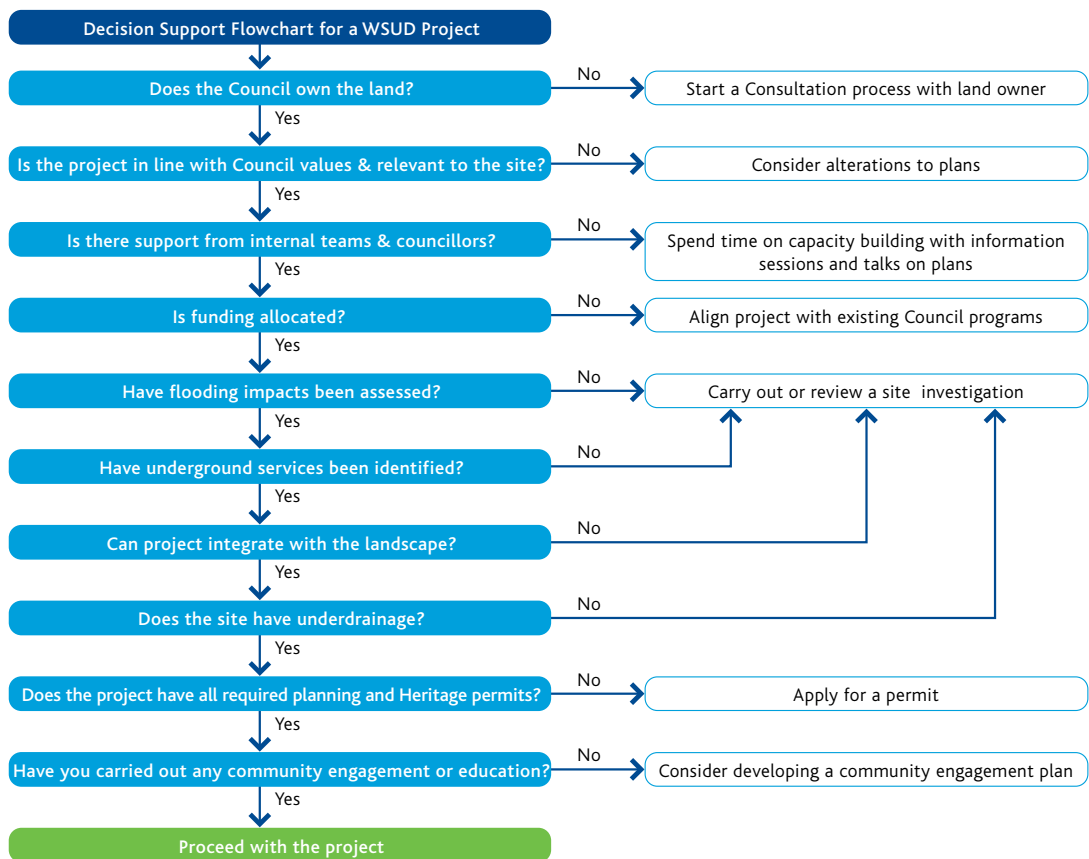 Decision Support Flowchart for a WSUD Project
Does the Council own the land?
No
Start a Consultation process with land owner
Yes
Is the project in line with Council values & relevant to the site?
No
Consider alterations to plans
Yes
Is there support from internal teams & councillors?
No
Spend time on capacity building with information
sessions and talks on plans
Yes
Is funding allocated?
No
Align project with existing Council programs
Yes
Have flooding impacts been assessed?
No
Carry out or review a site investigation
Yes
Have underground services been identified?
No
Yes
Can project integrate with the landscape?
No
Yes
Does the site have underdrainage?
No
Yes
Does the project have all required planning and Heritage permits?
No
Apply for a permit
Yes
Have you carried out any community engagement or education?
No
Consider developing a community engagement plan
Yes
Proceed with the project